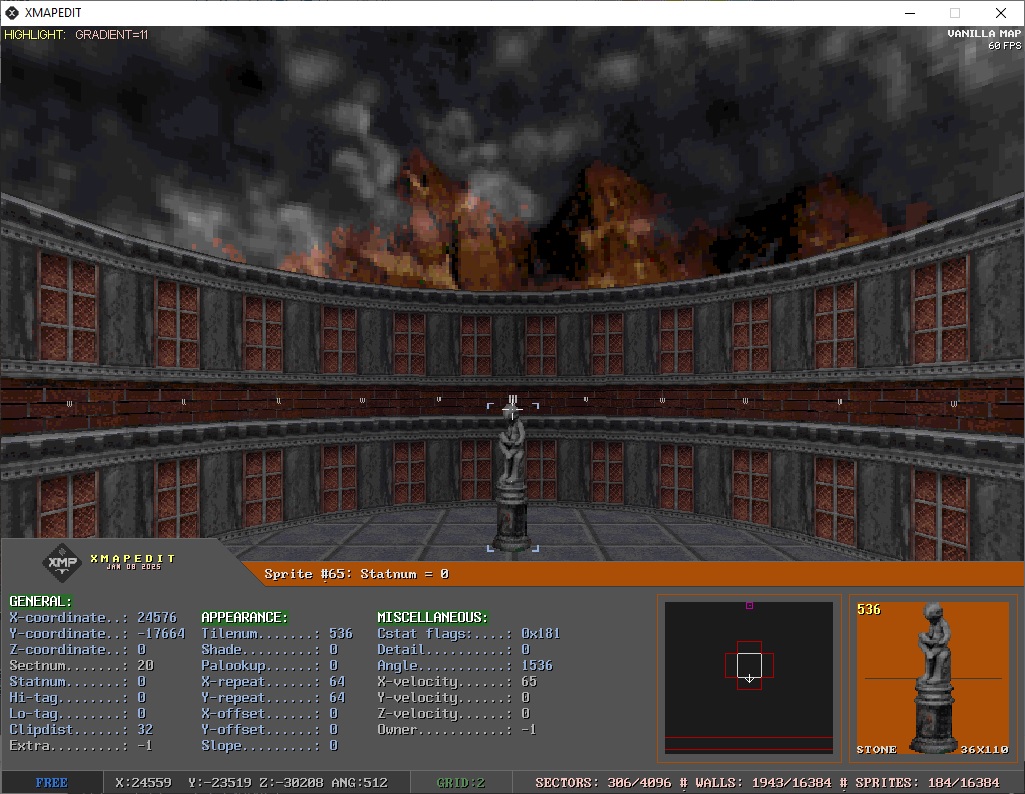 XMAPEDIT
HIGHLIGHT: GRADIENT=11
VANILLA MAP
60 FPS
XMP
XMAPEDIT
JAN 08 2025
Sprite #65: Statnum = 0
GENERAL:
X-coordinate..: 24576
Y-coordinate..: -17664
Z-coordinate..: 0
Sectnum.......: 20
Statnum.......: 0
Hi-tag........: 0
Lo-tag........: 0
Clipdist......: 32
Extra.........: -1
APPEARANCE:
Tilenum.......: 536
Shade.........: 0
Palookup......: 0
X-repeat......: 64
Y-repeat......: 64
X-offset......: 0
Y-offset......: 0
Slope.........: 0
MISCELLANEOUS:
Cstat flags:....: 0x181
Detail..........: 0
Angle...........: 1536
X-velocity......: 65
Y-velocity......: 0
Z-velocity......: 0
Owner...........: -1
536
STONE 36X110
FREE
X:24559 Y:-23519 Z:-30208 ANG:512
GRID:2
SECTORS: 306/4096 # WALLS: 1943/16384 # SPRITES: 184/16384